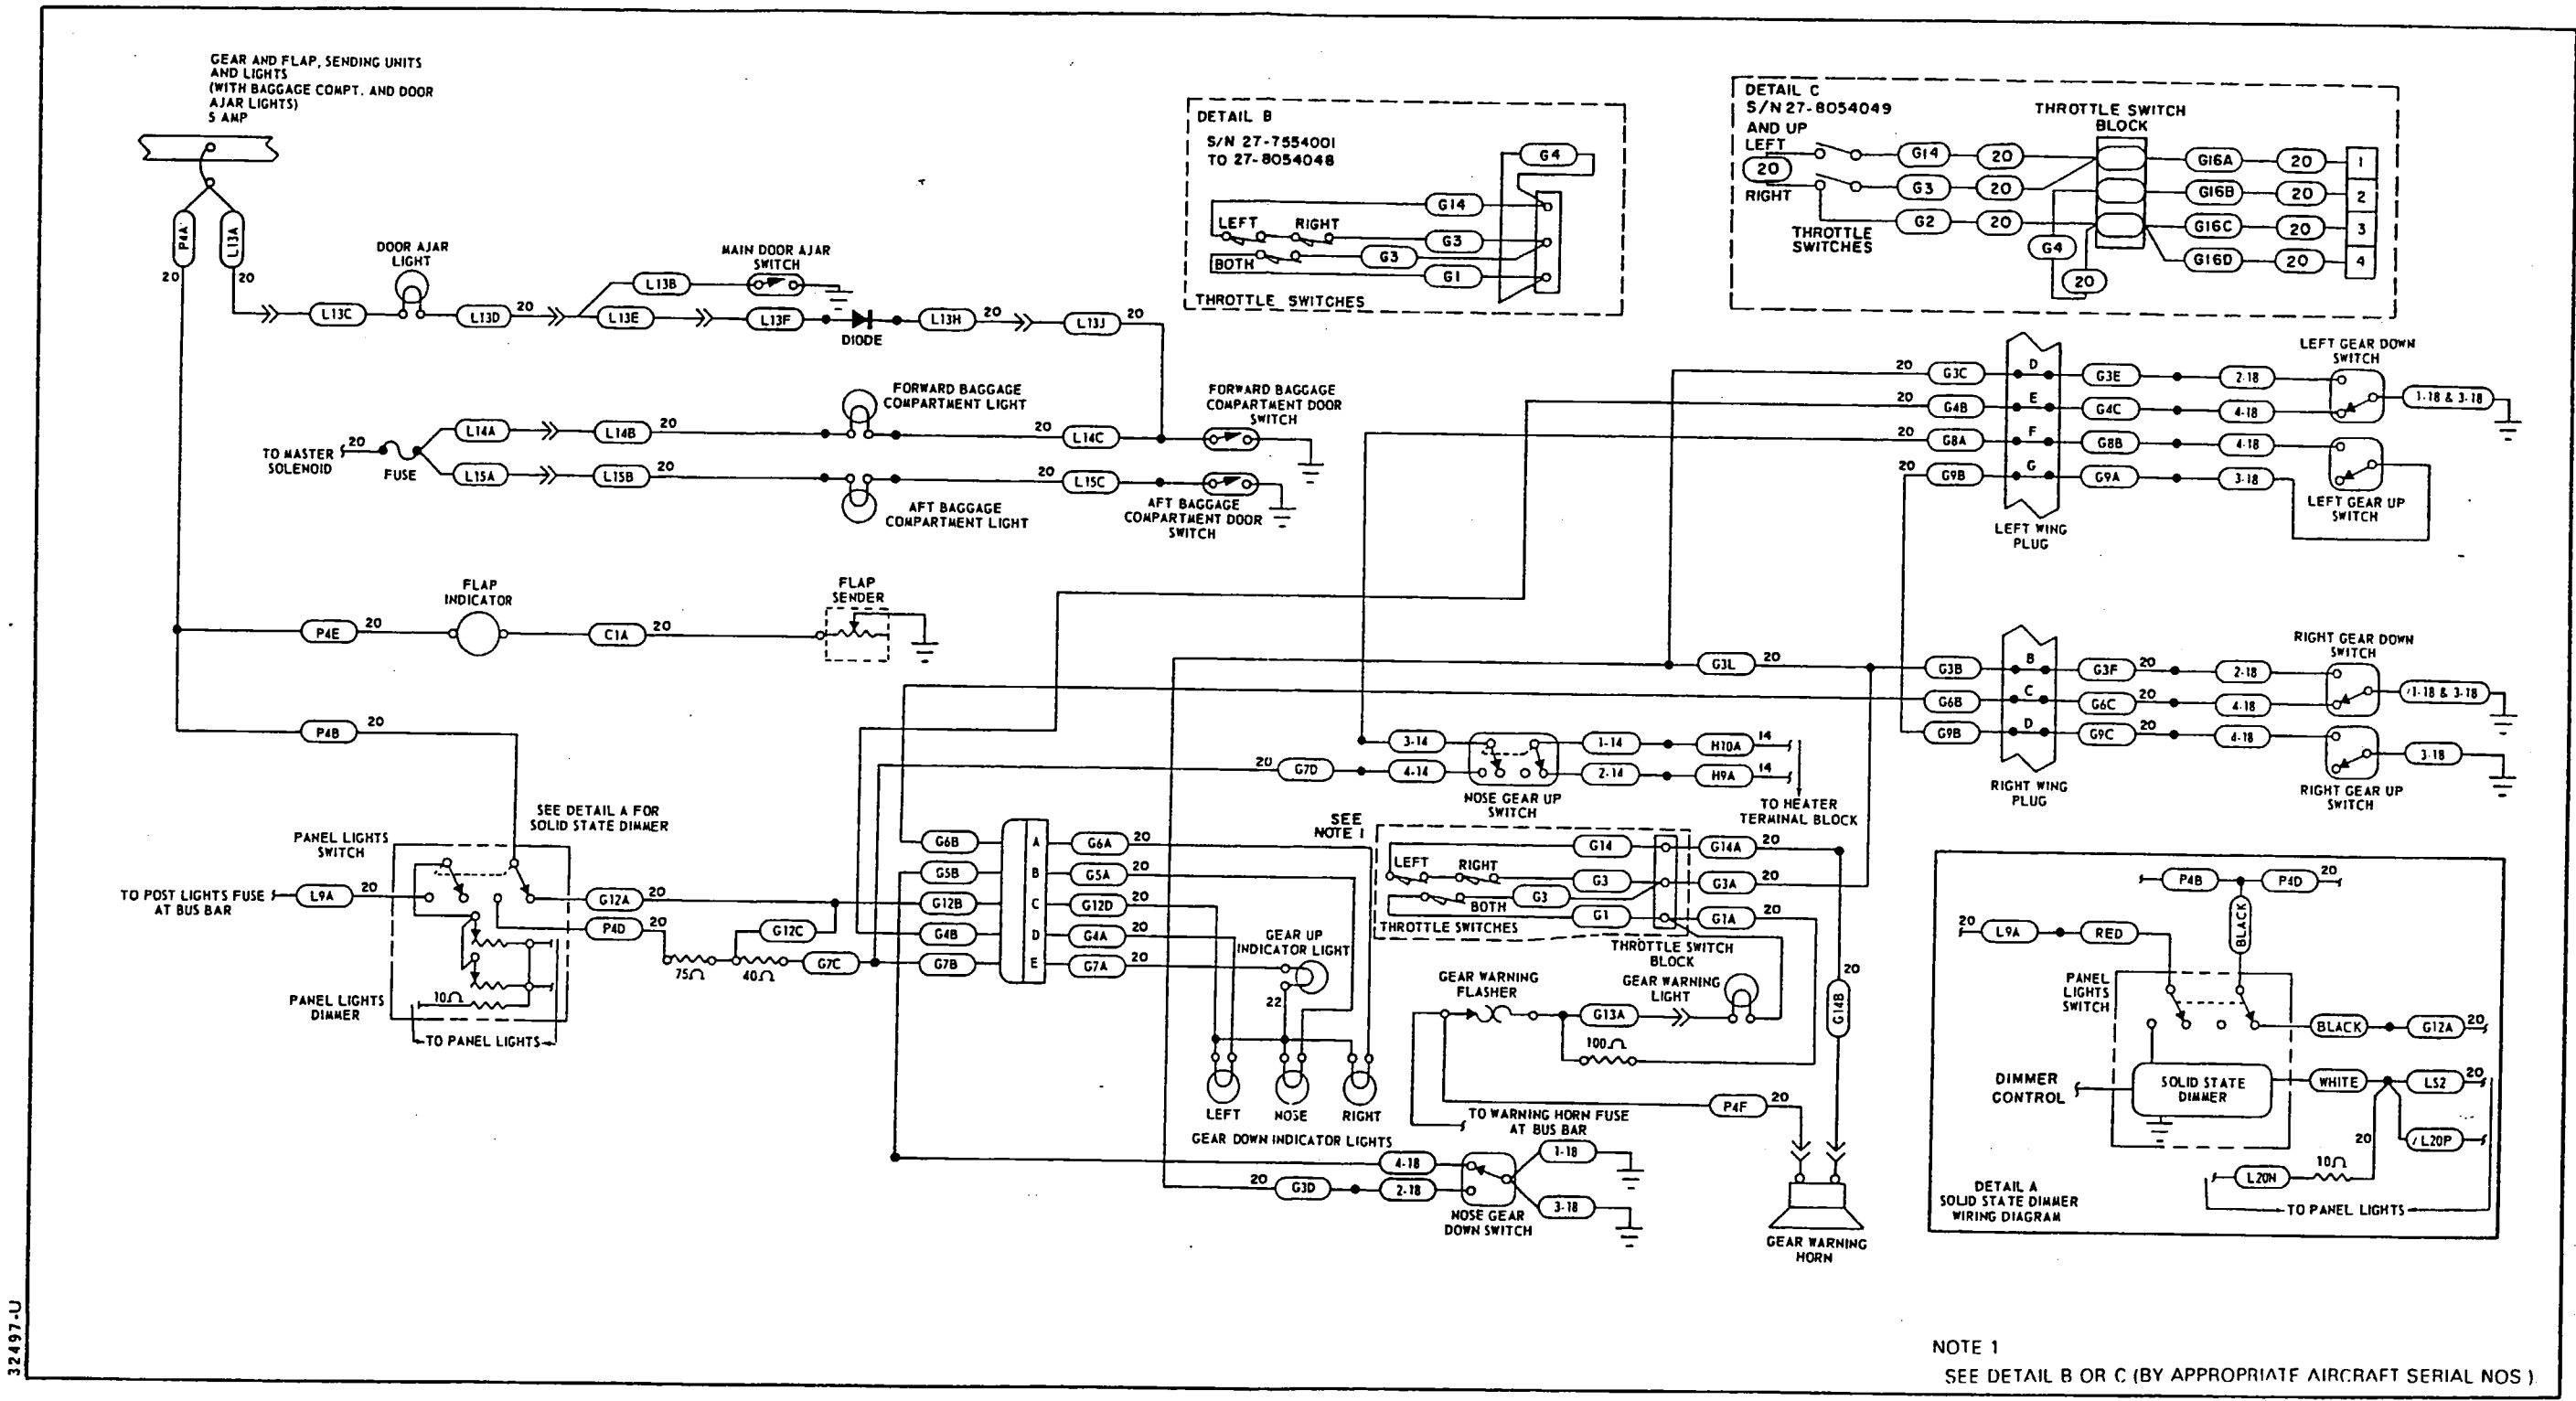 GEAR AND FLAP, SENDING UNITS
AND LIGHTS
(WITH BAGGAGE COMPT. AND DOOR
AJAR LIGHTS)
5 AMP
P4A
L13A
20
20
DOOR AJAR
LIGHT
MAIN DOOR AJAR
SWITCH
L13B
L13C
L13D
20
L13E
L13F
DIODE
L13H
20
L13J
20
FORWARD BAGGAGE
COMPARTMENT LIGHT
FORWARD BAGGAGE
COMPARTMENT DOOR
SWITCH
TO MASTER
SOLENOID
20
FUSE
L14A
L14B
20
20
L14C
L15A
L15B
20
20
L15C
AFT BAGGAGE
COMPARTMENT LIGHT
AFT BAGGAGE
COMPARTMENT DOOR
SWITCH
DETAIL B
S/N 27-7554001
TO 27-8054048
G4
G14
LEFT
RIGHT
G3
BOTH
G3
G1
THROTTLE SWITCHES
DETAIL C
S/N 27-8054049
AND UP
THROTTLE SWITCH
BLOCK
LEFT
20
RIGHT
G14
20
G16A
20
1
G3
20
G16B
20
2
G2
20
G16C
20
3
THROTTLE
SWITCHES
G4
20
G16D
20
4
LEFT GEAR DOWN
SWITCH
20
G3C
D
G3E
2-18
1-18 & 3-18
20
G4B
E
G4C
4-18
20
G8A
F
G8B
4-18
20
G9B
G
G9A
3-18
LEFT GEAR UP
SWITCH
LEFT WING
PLUG
FLAP
INDICATOR
FLAP
SENDER
P4E
20
C1A
20
P4B
20
RIGHT GEAR DOWN
SWITCH
G3L
20
G3B
B
G3F
20
2-18
1-18 & 3-18
G6B
C
G6C
20
4-18
G9B
D
G9C
20
4-18
3-18
RIGHT WING
PLUG
RIGHT GEAR UP
SWITCH
3-14
1-14
H10A
14
20
G7D
4-14
2-14
H9A
14
NOSE GEAR UP
SWITCH
TO HEATER
TERMINAL BLOCK
SEE DETAIL A FOR
SOLID STATE DIMMER
PANEL LIGHTS
SWITCH
TO POST LIGHTS FUSE
AT BUS BAR
L9A
20
G12A
20
P4D
20
G12C
75Ω
40Ω
G7C
PANEL LIGHTS
DIMMER
10Ω
TO PANEL LIGHTS
G6B
A
G6A
20
G5B
B
G5A
20
G12B
C
G12D
20
G4B
D
G4A
20
G7B
E
G7A
20
GEAR UP
INDICATOR LIGHT
22
LEFT
NOSE
RIGHT
GEAR DOWN INDICATOR LIGHTS
SEE
NOTE 1
LEFT
RIGHT
G14
G14A
20
G3
G3A
20
G3
BOTH
G1
G1A
20
THROTTLE SWITCHES
THROTTLE SWITCH
BLOCK
GEAR WARNING
FLASHER
GEAR WARNING
LIGHT
G13A
100Ω
20
G14B
TO WARNING HORN FUSE
AT BUS BAR
P4F
20
4-18
1-18
20
G3D
2-18
3-18
NOSE GEAR
DOWN SWITCH
GEAR WARNING
HORN
P4B
P4D
20
BLACK
20
L9A
RED
PANEL
LIGHTS
SWITCH
BLACK
G12A
20
DIMMER
CONTROL
SOLID STATE
DIMMER
WHITE
LS2
20
20
L20P
L20N
10Ω
TO PANEL LIGHTS
DETAIL A
SOLID STATE DIMMER
WIRING DIAGRAM
NOTE 1
SEE DETAIL B OR C (BY APPROPRIATE AIRCRAFT SERIAL NOS ).
32497-U